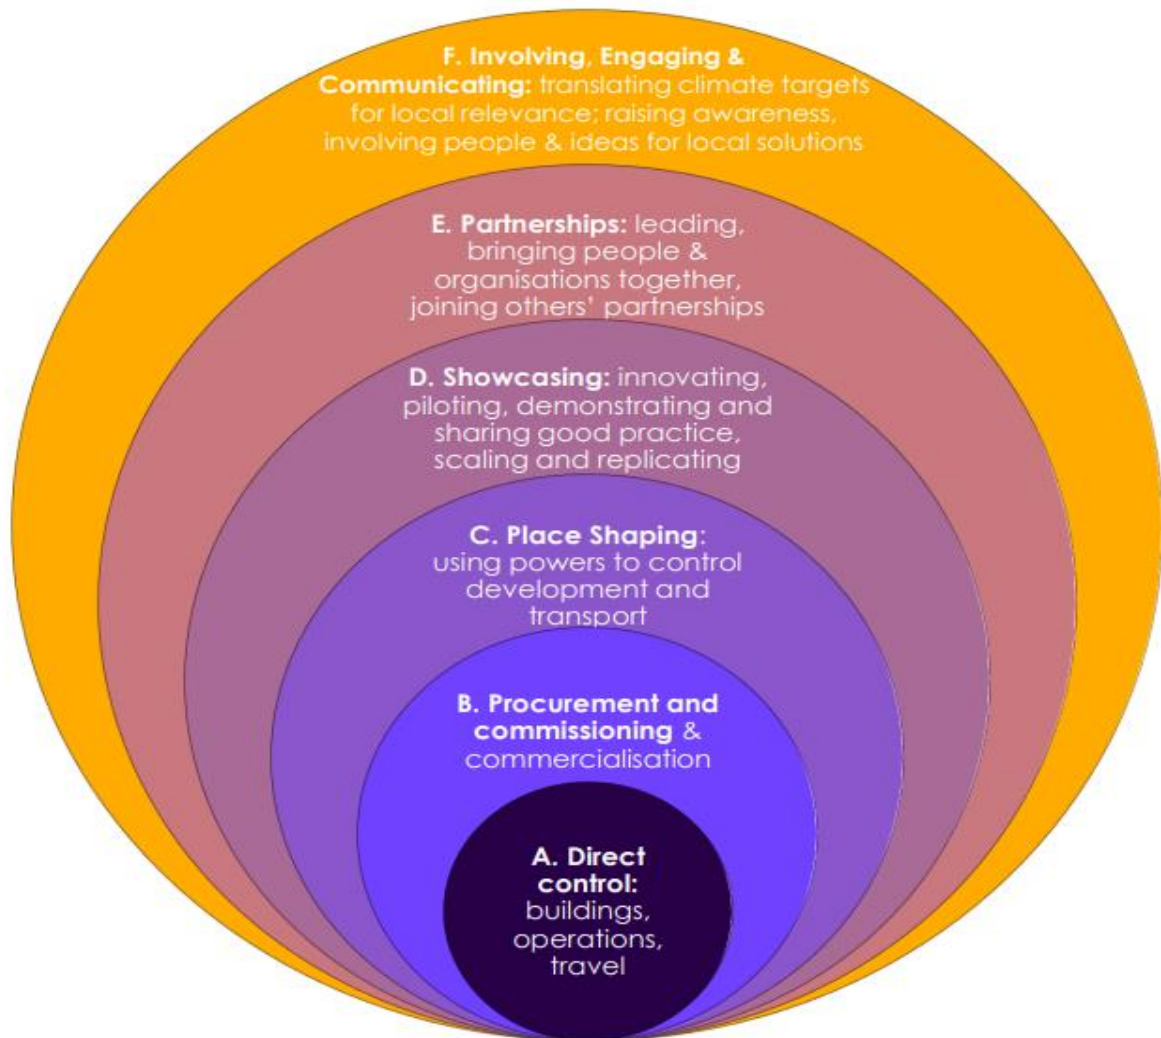 F. Involving, Engaging &
Communicating: translating climate targets
for local relevance; raising awareness,
involving people & ideas for local solutions
E. Partnerships: leading,
bringing people &
organisations together,
joining others’ partnerships
D. Showcasing: innovating,
piloting, demonstrating and
sharing good practice,
scaling and replicating
C. Place Shaping:
using powers to control
development and
transport
B. Procurement and
commissioning &
commercialisation
A. Direct
control:
buildings,
operations,
travel